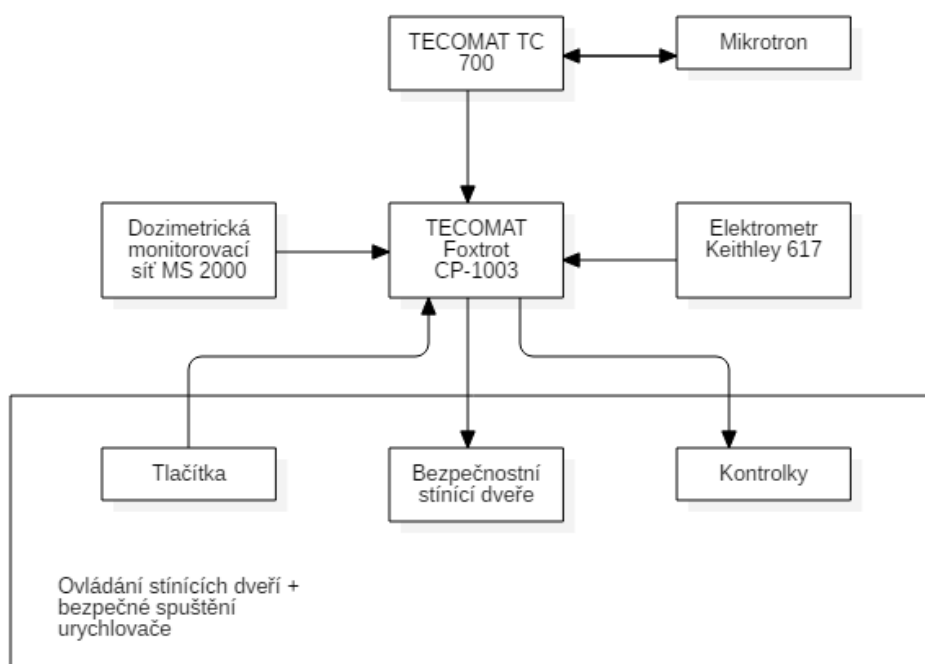 TECOMAT TC
700
Mikrotron
Dozimetrická
monitorovací
síť MS 2000
TECOMAT
Foxtrot
CP-1003
Elektrometr
Keithley 617
Tlačítka
Bezpečnostní
stínící dveře
Kontrolky
Ovládání stínících dveří +
bezpečné spuštění
urychlovače